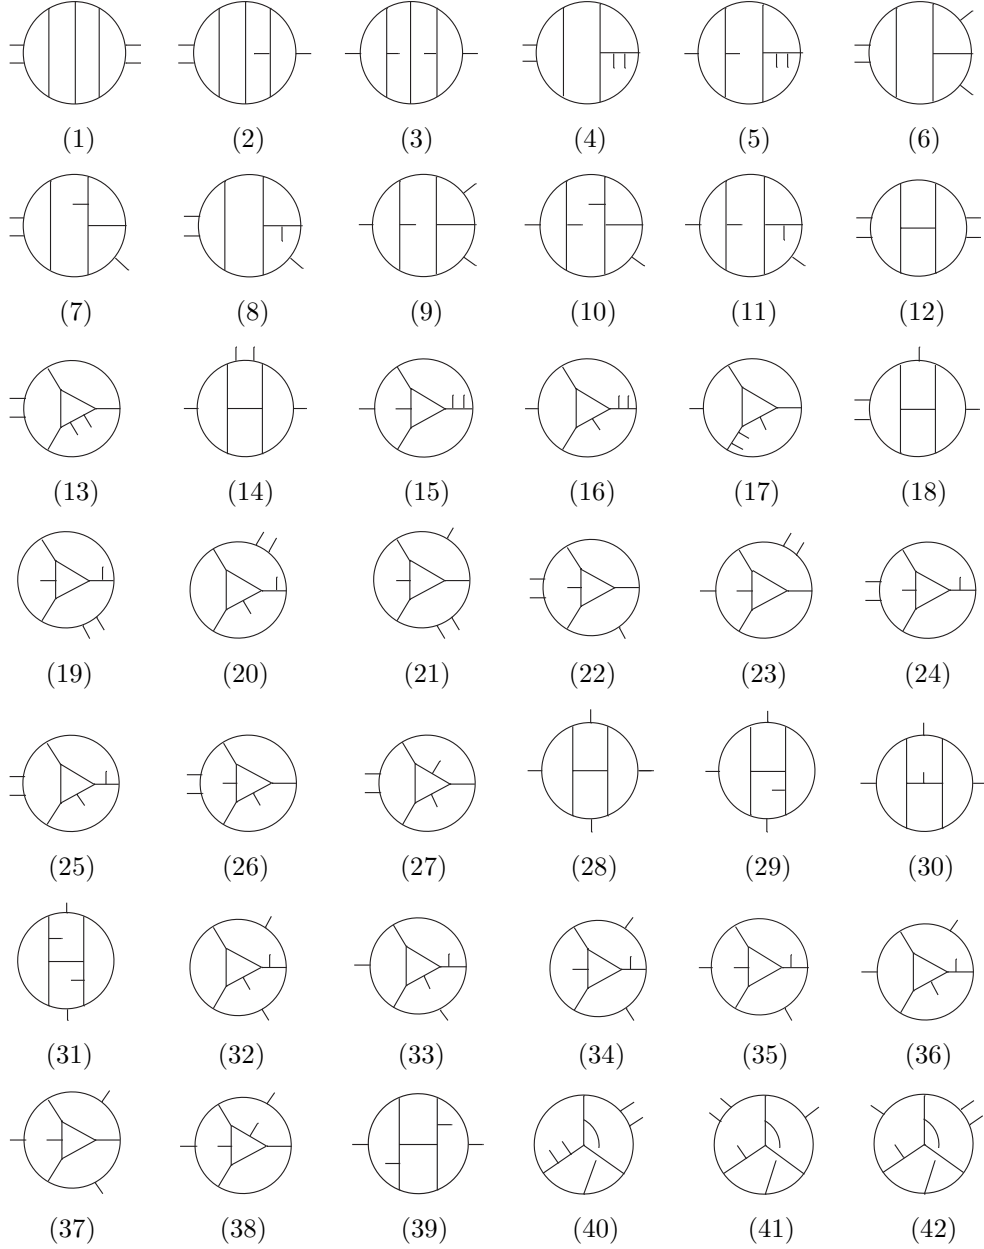 (1) (2) (3) (4) (5) (6)
(7) (8) (9) (10) (11) (12)
(13) (14) (15) (16) (17) (18)
(19) (20) (21) (22) (23) (24)
(25) (26) (27) (28) (29) (30)
(31) (32) (33) (34) (35) (36)
(37) (38) (39) (40) (41) (42)